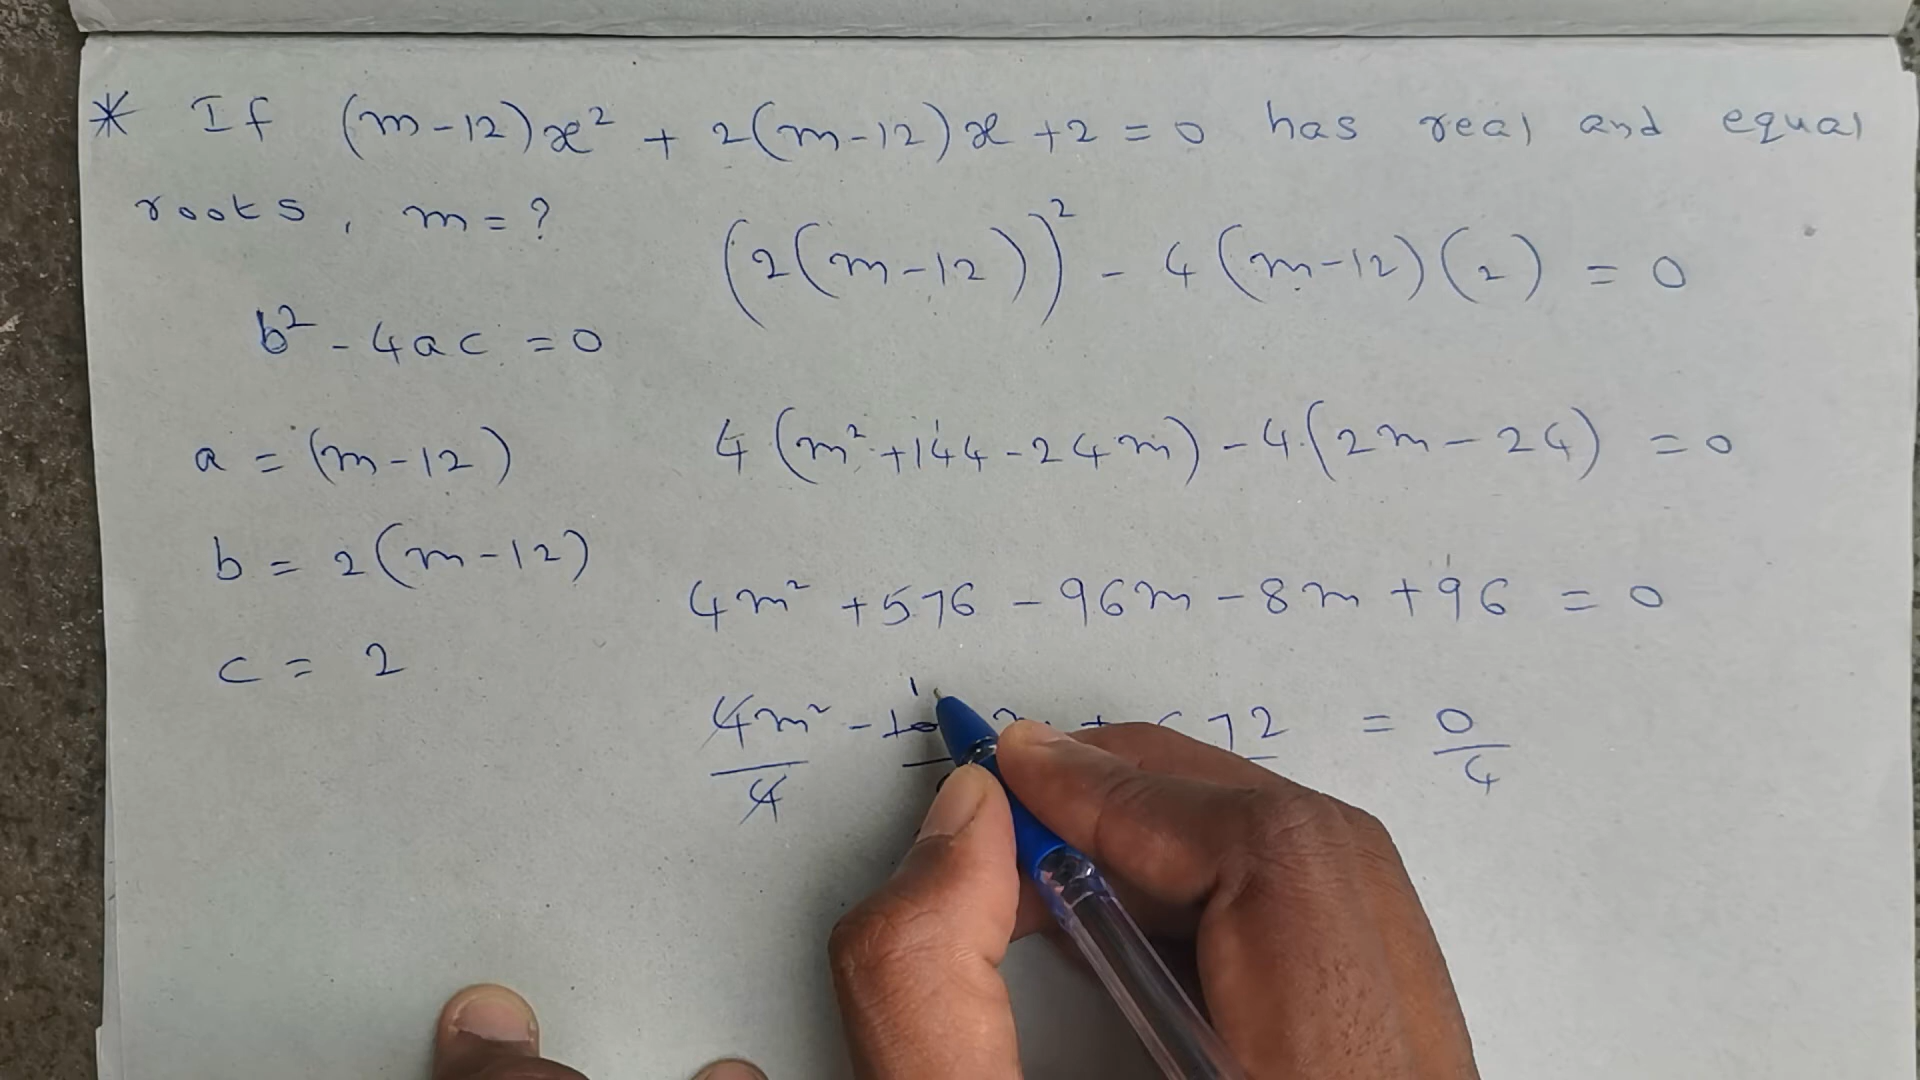 * If (m-12)x² + 2(m-12)x +2 = 0 has real and equal
roots, m = ?
b² - 4ac = 0
a = (m-12)
b = 2(m-12)
c = 2
(2(m-12))² - 4(m-12)(2) = 0
4(m²+144-24m) - 4(2m-24) = 0
4m² + 576 - 96m - 8m + 96 = 0
4m²/4 - 10 + 672 = 0/4